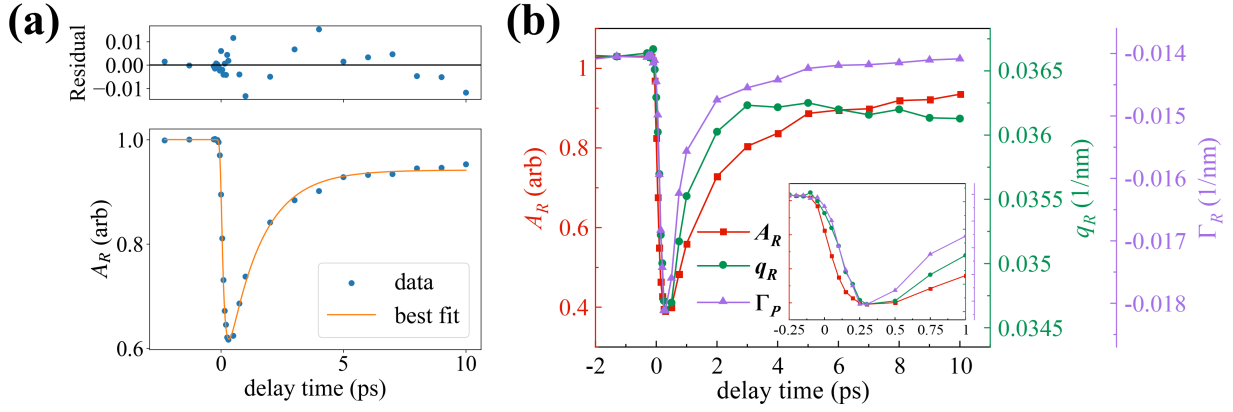 (a)
Residual
0.01
0.00
−0.01
A_R (arb)
1.0
0.8
0.6
data
best fit
0
5
10
delay time (ps)
(b)
A_R (arb)
1
0.8
0.6
0.4
-2
0
2
4
6
8
10
delay time (ps)
A_R
q_R
Γ_P
-0.25
0
0.25
0.5
0.75
1
0.0365
0.036
0.0355
0.035
0.0345
q_R (1/nm)
-0.014
-0.015
-0.016
-0.017
-0.018
Γ_R (1/nm)